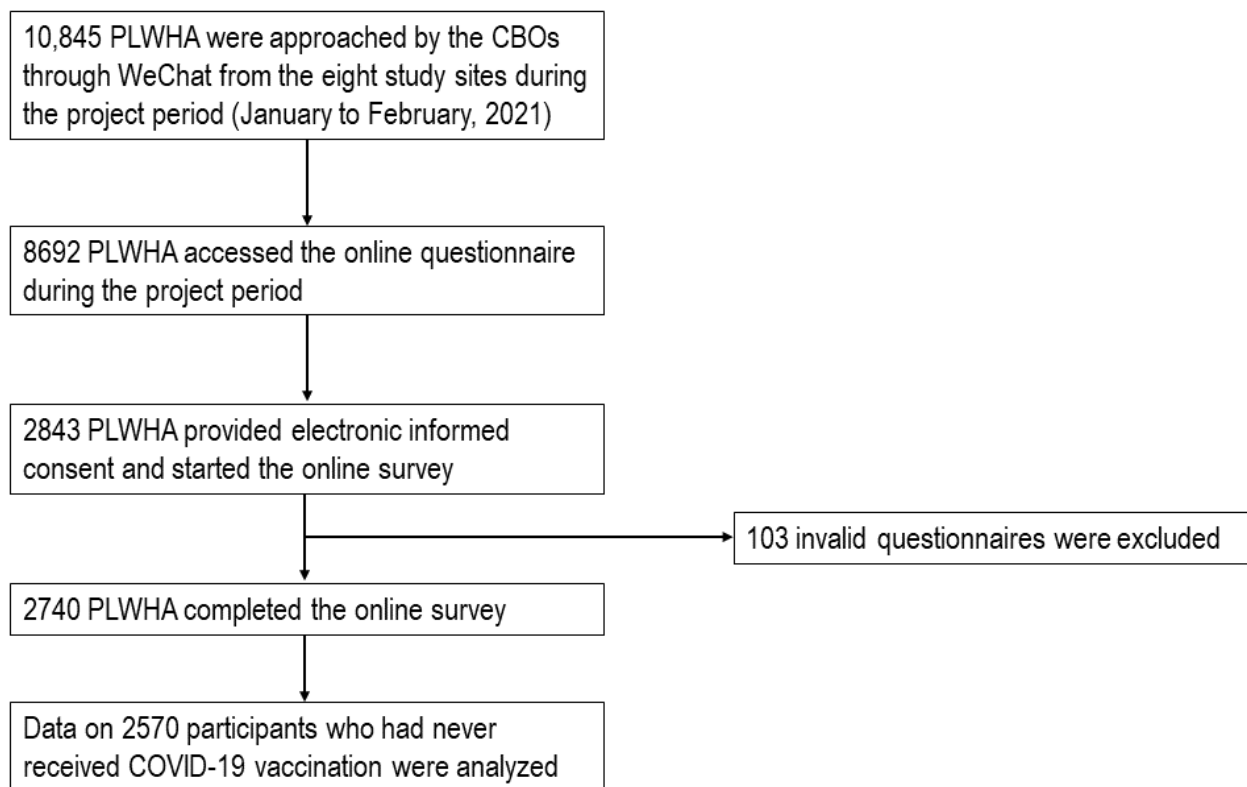 10,845 PLWHA were approached by the CBOs
through WeChat from the eight study sites during
the project period (January to February, 2021)
8692 PLWHA accessed the online questionnaire
during the project period
2843 PLWHA provided electronic informed
consent and started the online survey
103 invalid questionnaires were excluded
2740 PLWHA completed the online survey
Data on 2570 participants who had never
received COVID-19 vaccination were analyzed